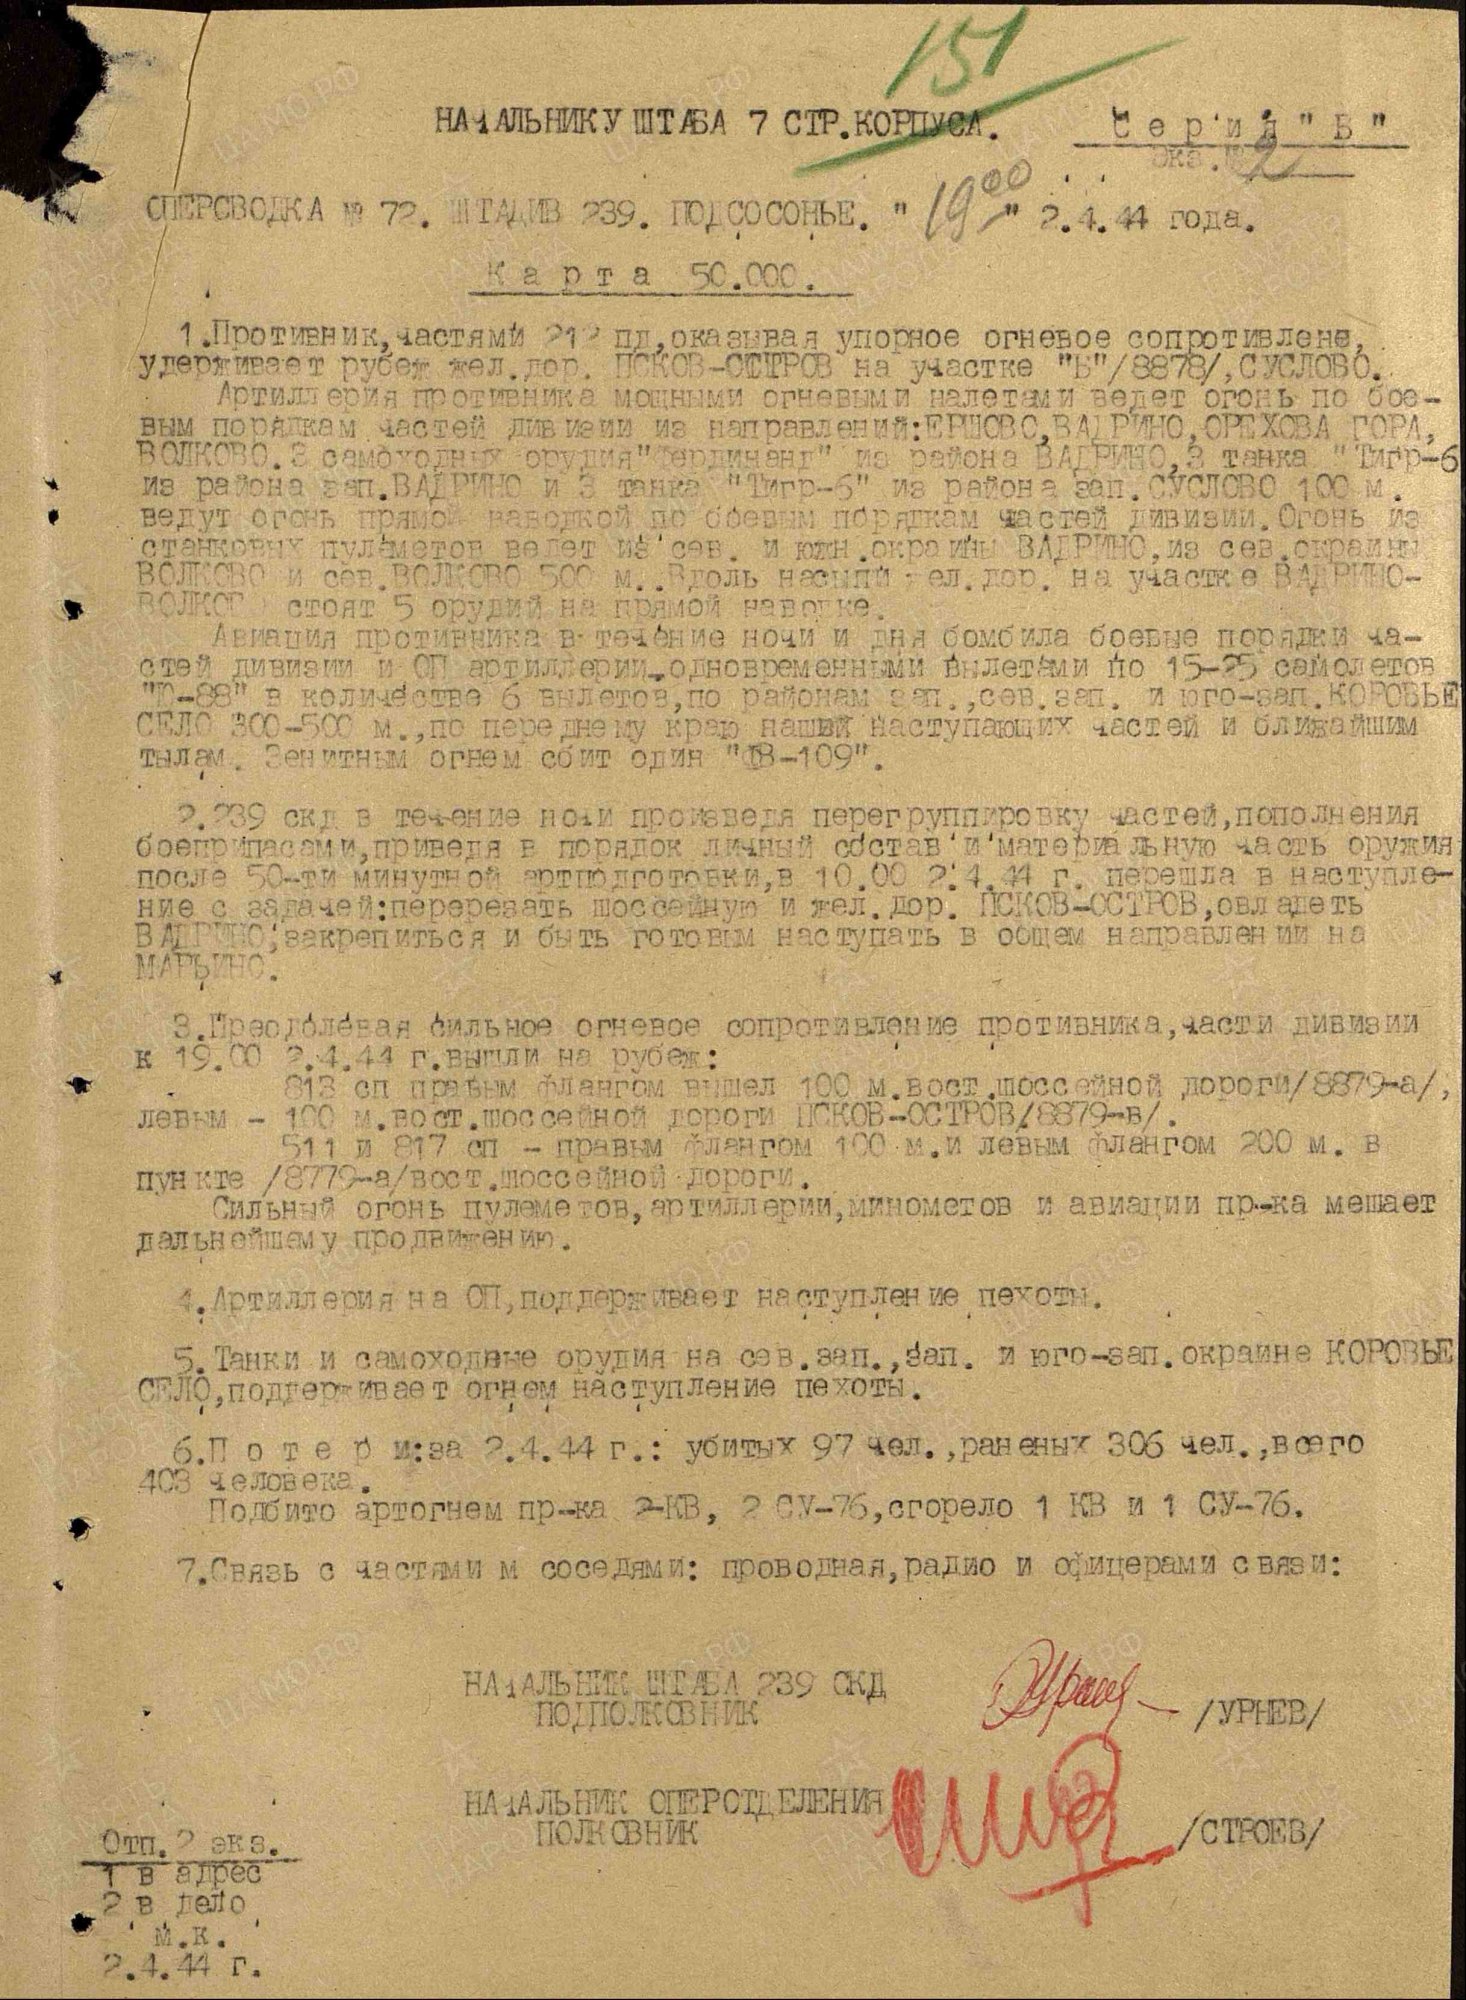 151
НАЧАЛЬНИКУ ШТАБА 7 СТР.КОРПУСА.
Серия "Б"
Экз.№ 2
ОПЕРСВОДКА № 72. ШТАДИВ 239. ПОДСОСОНЬЕ. "19 00" 2.4.44 года.
Карта 50.000.
1.Противник,частями 212 пд,оказывая упорное огневое сопротивлене,
удерживает рубеж жел.дор. ПСКОВ-ОСТРОВ на участке "Б"/8878/,СУСЛОВО.
Артиллерия противника мощными огневыми налетами ведет огонь по бое-
вым порядкам частей дивизии из направлений:ЕРШОВО,ВАДРИНО,ОРЕХОВА ГОРА,
ВОЛКОВО. 3 самоходных орудия"Фердинанд" из района ВАДРИНО,3 танка "Тигр-6
из района зап.ВАДРИНО и 3 танка "Тигр-6" из района зап.СУСЛОВО 100 м.
ведут огонь прямой наводкой по боевым порядкам частей дивизии.Огонь из
станковых пулеметов ведет из сев. и южн.окраины ВАДРИНО,из сев.окраины
ВОЛКОВО и сев.ВОЛКОВО 500 м..Вдоль насыпи жел.дор. на участке ВАДРИНО-
ВОЛКОВО стоят 5 орудий на прямой наводке.
Авиация противника в течение ночи и дня бомбила боевые порядки ча-
стей дивизии и ОП артиллерии,одновременными вылетами по 15-25 самолетов
"Ю-88" в количестве 6 вылетов,по районам зап.,сев.зап. и юго-зап.КОРОВЬЕ
СЕЛО 300-500 м.,по переднему краю наший наступающих частей и ближайшим
тылам. Зенитным огнем сбит один "ФВ-109".
2.239 скд в течение ночи произведя перегруппировку частей,пополнения
боеприпасами,приведя в порядок личный состав и материальную часть оружия
после 50-ти минутной артподготовки,в 10.00 2.4.44 г. перешла в наступле-
ние с задачей:перерезать шоссейную и жел.дор. ПСКОВ-ОСТРОВ,овладеть
ВАДРИНО,закрепиться и быть готовым наступать в общем направлении на
МАРЬИНО.
3.Преодолевая сильное огневое сопротивление противника,части дивизии
к 19.00 2.4.44 г.вышли на рубеж:
813 сп правым флангом вышел 100 м.вост.шоссейной дороги/8879-а/,
левым - 100 м.вост.шоссейной дороги ПСКОВ-ОСТРОВ/8879-в/.
511 и 817 сп - правым флангом 100 м.и левым флангом 200 м. в
пункте /8779-а/вост.шоссейной дороги.
Сильный огонь пулеметов,артиллерии,минометов и авиации пр-ка мешает
дальнейшему продвижению.
4.Артиллерия на ОП,поддерживает наступление пехоты.
5.Танки и самоходные орудия на сев.зап.,зап. и юго-зап.окраине КОРОВЬЕ
СЕЛО,поддерживает огнем наступление пехоты.
6.Потери:за 2.4.44 г.: убитых 97 чел.,раненых 306 чел.,всего
403 человека.
Подбито артогнем пр-ка 2-КВ, 2 СУ-76,сгорело 1 КВ и 1 СУ-76.
7.Связь с частями м соседями: проводная,радио и офицерами связи:
НАЧАЛЬНИК ШТАБА 239 СКД
ПОДПОЛКОВНИК /УРНЕВ/
НАЧАЛЬНИК ОПЕРОТДЕЛЕНИЯ
ПОЛКОВНИК /СТРОЕВ/
Отп. 2 экз.
1 в адрес
2 в дело
м.к.
2.4.44 г.